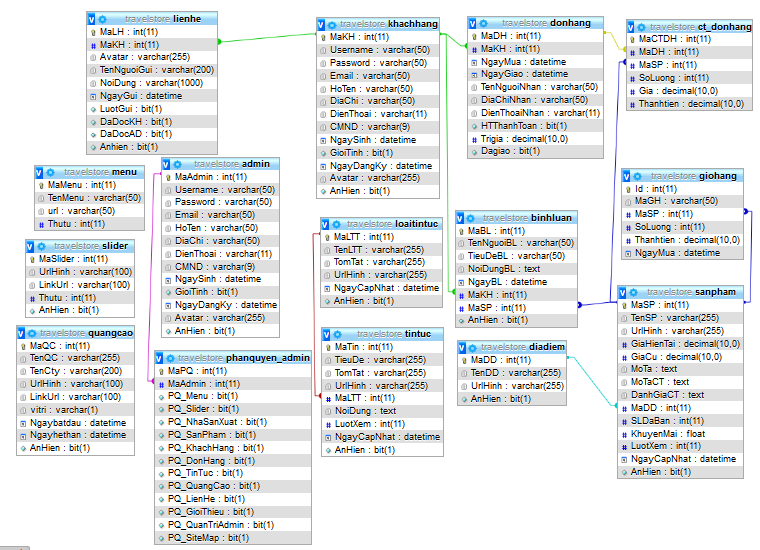 travelstore lienhe
MaLH : int(11)
MaKH : int(11)
Avatar : varchar(255)
TenNguoiGui : varchar(200)
NoiDung : varchar(1000)
NgayGui : datetime
LuotGui : bit(1)
DaDocKH : bit(1)
DaDocAD : bit(1)
Anhien : bit(1)
travelstore khachhang
MaKH : int(11)
Username : varchar(50)
Password : varchar(50)
Email : varchar(50)
HoTen : varchar(50)
DiaChi : varchar(50)
DienThoai : varchar(11)
CMND : varchar(9)
NgaySinh : datetime
GioiTinh : bit(1)
NgayDangKy : datetime
Avatar : varchar(255)
AnHien : bit(1)
travelstore donhang
MaDH : int(11)
MaKH : int(11)
NgayMua : datetime
NgayGiao : datetime
TenNguoiNhan : varchar(50)
DiaChiNhan : varchar(50)
DienThoaiNhan : varchar(11)
HTThanhToan : bit(1)
Trigia : decimal(10,0)
Dagiao : bit(1)
travelstore ct_donhang
MaCTDH : int(11)
MaDH : int(11)
MaSP : int(11)
SoLuong : int(11)
Gia : decimal(10,0)
Thanhtien : decimal(10,0)
travelstore menu
MaMenu : int(11)
TenMenu : varchar(50)
url : varchar(50)
Thutu : int(11)
travelstore admin
MaAdmin : int(11)
Username : varchar(50)
Password : varchar(50)
Email : varchar(50)
HoTen : varchar(50)
DiaChi : varchar(50)
DienThoai : varchar(11)
CMND : varchar(9)
NgaySinh : datetime
GioiTinh : bit(1)
NgayDangKy : datetime
Avatar : varchar(255)
AnHien : bit(1)
travelstore giohang
Id : int(11)
MaGH : varchar(50)
MaSP : int(11)
SoLuong : int(11)
Thanhtien : decimal(10,0)
NgayMua : datetime
travelstore loaitintuc
MaLTT : int(11)
TenLTT : varchar(255)
TomTat : varchar(255)
UrlHinh : varchar(255)
NgayCapNhat : datetime
AnHien : bit(1)
travelstore binhluan
MaBL : int(11)
TenNguoiBL : varchar(50)
TieuDeBL : varchar(50)
NoiDungBL : text
NgayBL : datetime
MaKH : int(11)
MaSP : int(11)
AnHien : bit(1)
travelstore slider
MaSlider : int(11)
UrlHinh : varchar(100)
LinkUrl : varchar(100)
Thutu : int(11)
AnHien : bit(1)
travelstore sanpham
MaSP : int(11)
TenSP : varchar(255)
UrlHinh : varchar(255)
GiaHienTai : decimal(10,0)
GiaCu : decimal(10,0)
MoTa : text
MoTaCT : text
DanhGiaCT : text
MaDD : int(11)
SLDaBan : int(11)
KhuyenMai : float
LuotXem : int(11)
NgayCapNhat : datetime
AnHien : bit(1)
travelstore quangcao
MaQC : int(11)
TenQC : varchar(255)
TenCty : varchar(200)
UrlHinh : varchar(100)
LinkUrl : varchar(100)
vitri : varchar(1)
Ngaybatdau : datetime
Ngayhethan : datetime
AnHien : bit(1)
travelstore tintuc
MaTin : int(11)
TieuDe : varchar(255)
TomTat : varchar(255)
UrlHinh : varchar(255)
MaLTT : int(11)
NoiDung : text
LuotXem : int(11)
NgayCapNhat : datetime
AnHien : bit(1)
travelstore diadiem
MaDD : int(11)
TenDD : varchar(255)
UrlHinh : varchar(255)
AnHien : bit(1)
travelstore phanquyen_admin
MaPQ : int(11)
MaAdmin : int(11)
PQ_Menu : bit(1)
PQ_Slider : bit(1)
PQ_NhaSanXuat : bit(1)
PQ_SanPham : bit(1)
PQ_KhachHang : bit(1)
PQ_DonHang : bit(1)
PQ_TinTuc : bit(1)
PQ_QuangCao : bit(1)
PQ_LienHe : bit(1)
PQ_GioiThieu : bit(1)
PQ_QuanTriAdmin : bit(1)
PQ_SiteMap : bit(1)